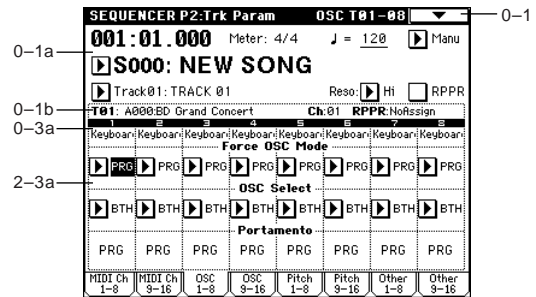 SEQUENCER P2:Trk Param OSC T01-08
0–1
001:01.000 Meter: 4/4 ♩ = 120 Manu
0–1a
S000: NEW SONG
Track01: TRACK 01 Reso: Hi RPPR
0–1b
T01: A000:BD Grand Concert Ch:01 RPPR:NoAssign
0–3a
1 2 3 4 5 6 7 8
Keyboar Keyboar Keyboar Keyboar Keyboar Keyboar Keyboar Keyboar
Force OSC Mode
PRG PRG PRG PRG PRG PRG PRG PRG
2–3a
OSC Select
BTH BTH BTH BTH BTH BTH BTH BTH
Portamento
PRG PRG PRG PRG PRG PRG PRG PRG
MIDI Ch MIDI Ch OSC OSC Pitch Pitch Other Other
1-8 9-16 1-8 9-16 1-8 9-16 1-8 9-16